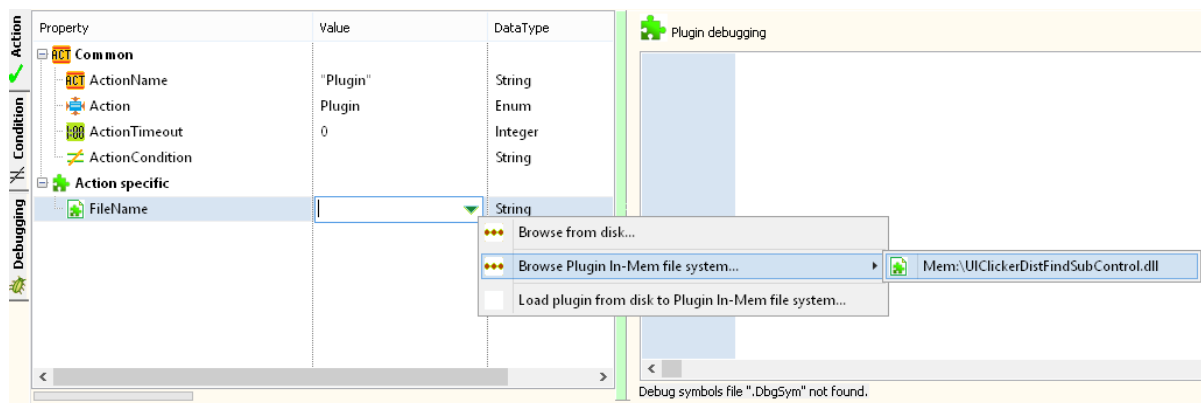 Action
Condition
Debugging
Property Value DataType
ACT Common
ACT ActionName "Plugin" String
Action Plugin Enum
1:00 ActionTimeout 0 Integer
ActionCondition String
Action specific
FileName String
Browse from disk...
Browse Plugin In-Mem file system...
Mem:\UIClickerDistFindSubControl.dll
Load plugin from disk to Plugin In-Mem file system...
Plugin debugging
Debug symbols file ".DbgSym" not found.